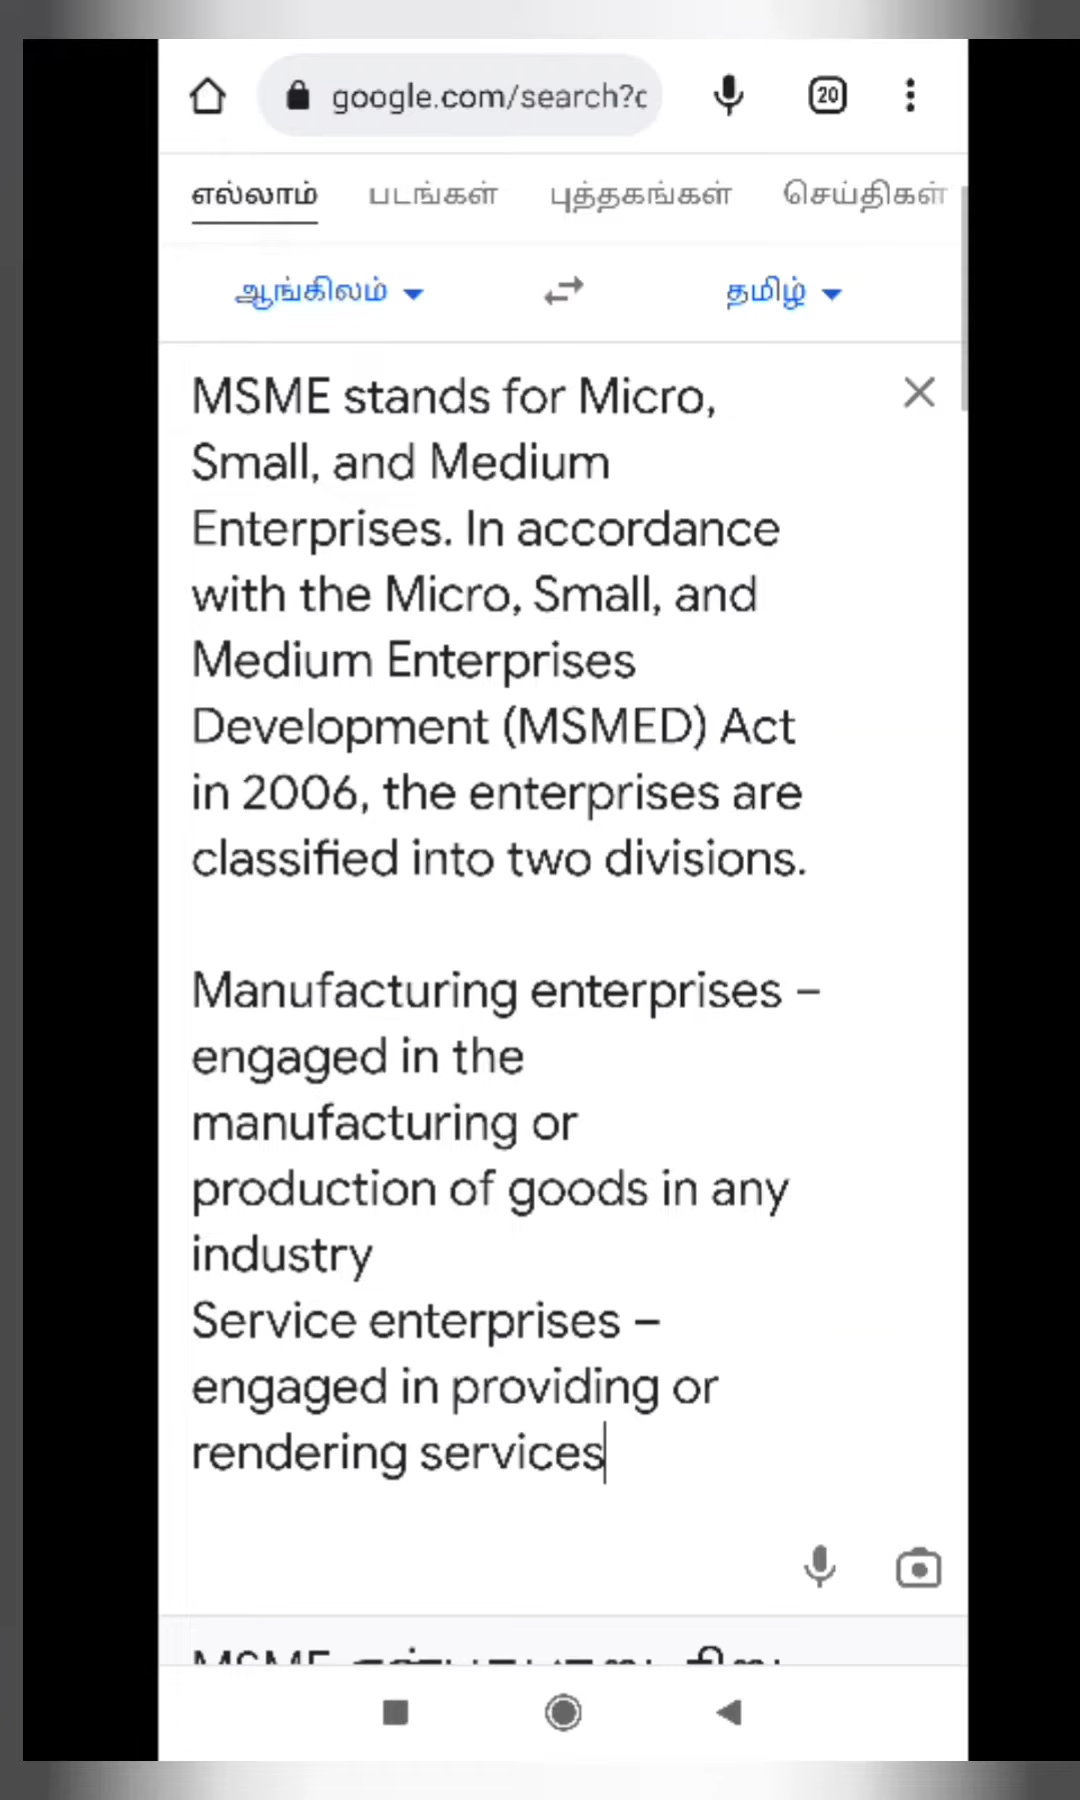 google.com/search?c
20
எல்லாம் படங்கள் புத்தகங்கள் செய்திகள்
ஆங்கிலம் தமிழ்
MSME stands for Micro,
Small, and Medium
Enterprises. In accordance
with the Micro, Small, and
Medium Enterprises
Development (MSMED) Act
in 2006, the enterprises are
classified into two divisions.
Manufacturing enterprises –
engaged in the
manufacturing or
production of goods in any
industry
Service enterprises –
engaged in providing or
rendering services
MSME